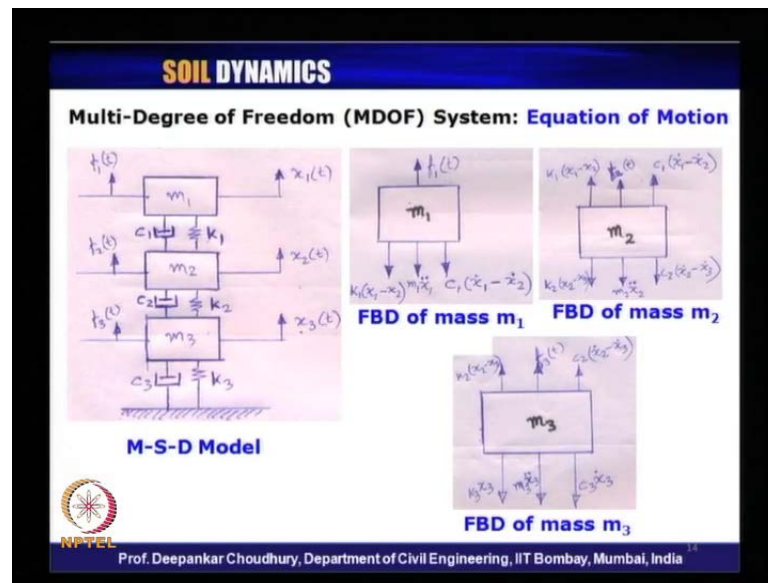 SOIL DYNAMICS
Multi-Degree of Freedom (MDOF) System: Equation of Motion
f₁(t)
m₁
x₁(t)
c₁ k₁
f₂(t)
m₂
x₂(t)
c₂ k₂
f₃(t)
m₃
x₃(t)
c₃ k₃
M-S-D Model
f₁(t)
m₁
k₁(x₁-x₂) m₁ẍ₁ c₁(ẋ₁-ẋ₂)
FBD of mass m₁
k₁(x₁-x₂) f₂(t) c₁(ẋ₁-ẋ₂)
m₂
k₂(x₂-x₃) m₂ẍ₂ c₂(ẋ₂-ẋ₃)
FBD of mass m₂
k₂(x₂-x₃) f₃(t) c₂(ẋ₂-ẋ₃)
m₃
k₃x₃ m₃ẍ₃ c₃ẋ₃
FBD of mass m₃
NPTEL
14
Prof. Deepankar Choudhury, Department of Civil Engineering, IIT Bombay, Mumbai, India